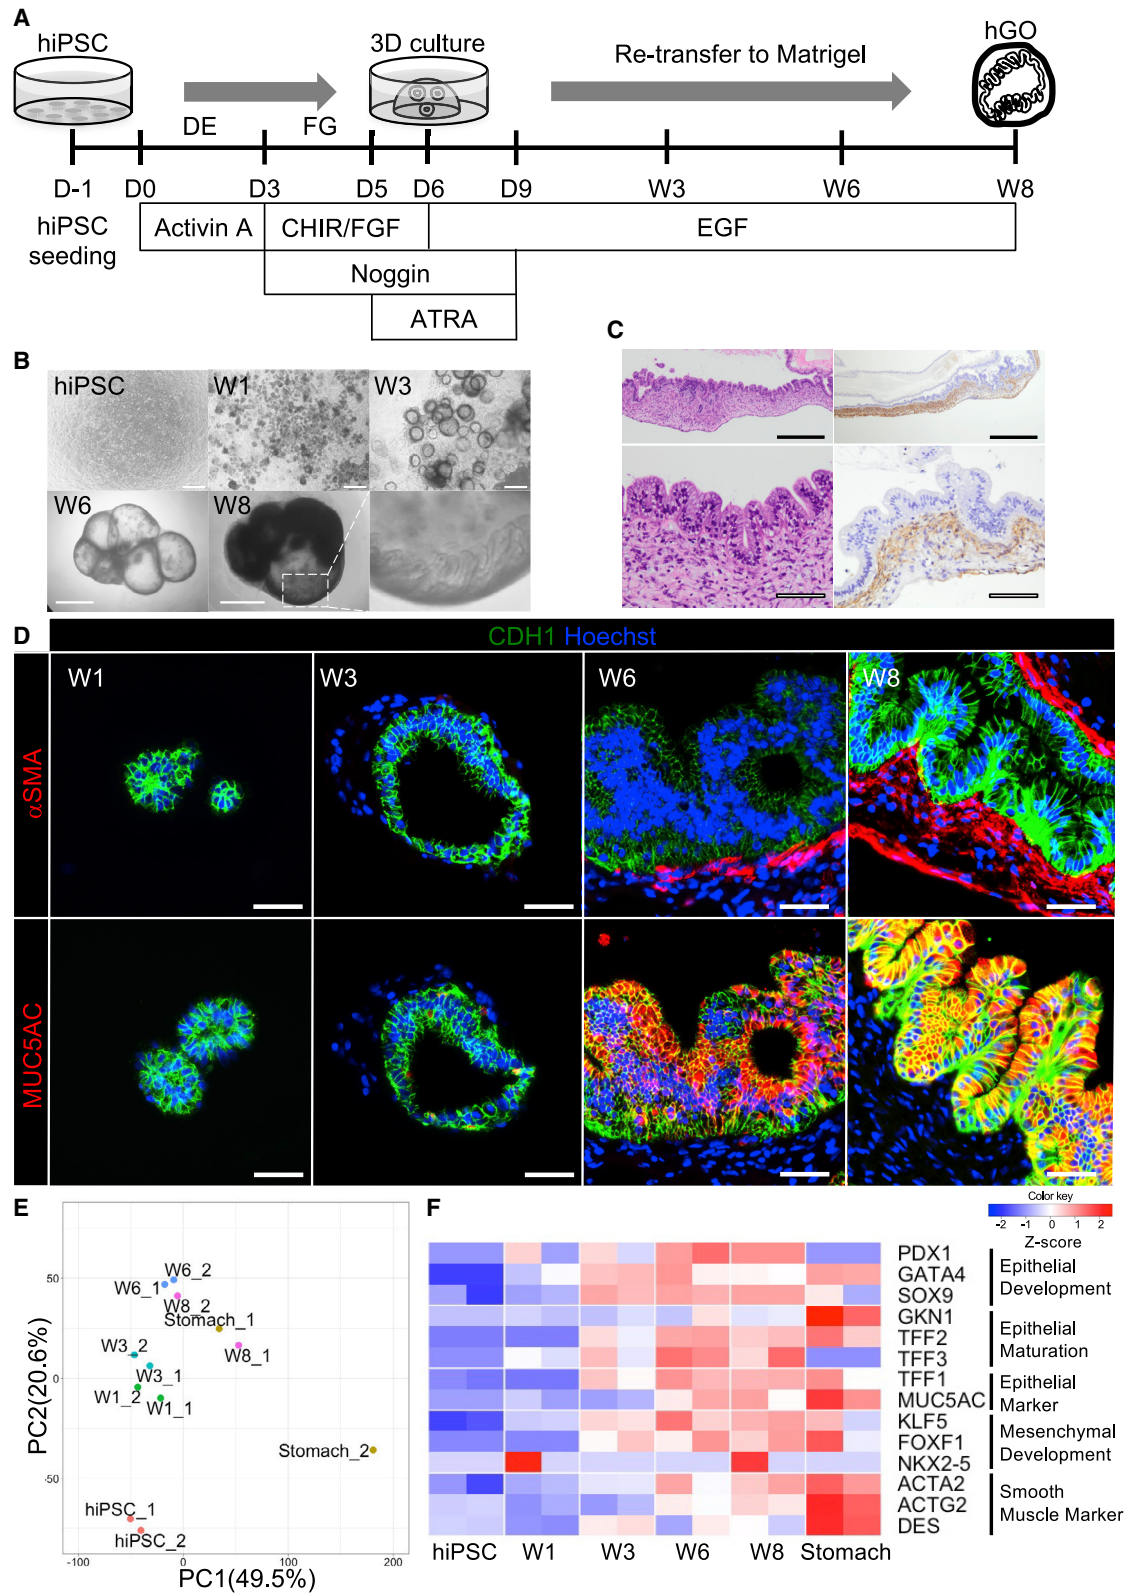 A
hiPSC
3D culture
Re-transfer to Matrigel
hGO
DE
FG
D-1
D0
D3
D5
D6
D9
W3
W6
W8
hiPSC
seeding
Activin A
CHIR/FGF
EGF
Noggin
ATRA
B
hiPSC
W1
W3
W6
W8
C
D
CDH1 Hoechst
αSMA
W1
W3
W6
W8
MUC5AC
E
PC2(20.6%)
50
0
-50
W6_2
W6_1
W8_2
Stomach_1
W3_2
W8_1
W3_1
W1_2
W1_1
Stomach_2
hiPSC_1
hiPSC_2
-100
0
100
200
PC1(49.5%)
F
Color key
-2 -1 0 1 2
Z-score
PDX1
GATA4
SOX9
GKN1
TFF2
TFF3
TFF1
MUC5AC
KLF5
FOXF1
NKX2-5
ACTA2
ACTG2
DES
Epithelial
Development
Epithelial
Maturation
Epithelial
Marker
Mesenchymal
Development
Smooth
Muscle Marker
hiPSC
W1
W3
W6
W8
Stomach